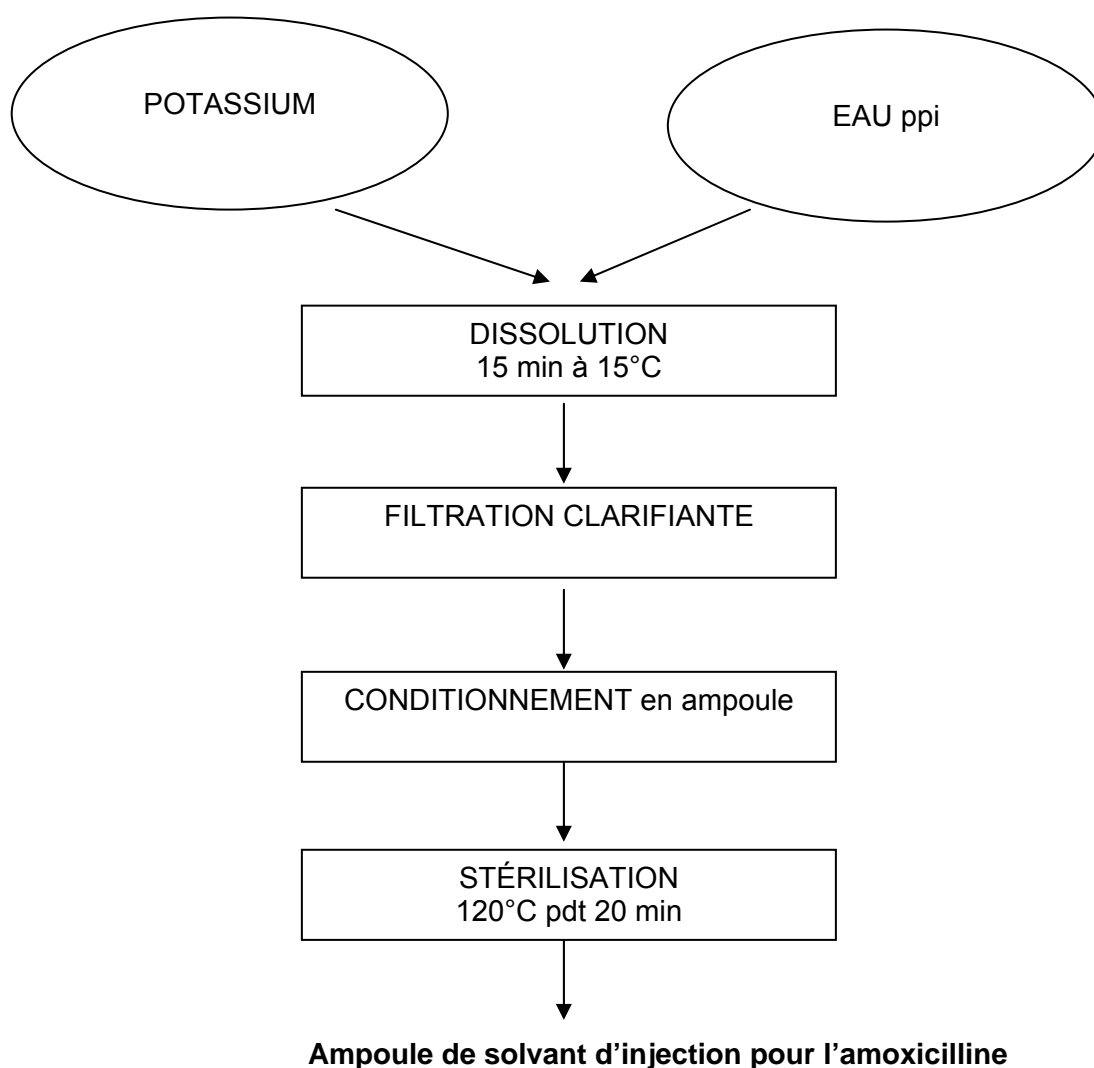 POTASSIUM
EAU ppi
DISSOLUTION
15 min à 15°C
FILTRATION CLARIFIANTE
CONDITIONNEMENT en ampoule
STÉRILISATION
120°C pdt 20 min
Ampoule de solvant d’injection pour l’amoxicilline